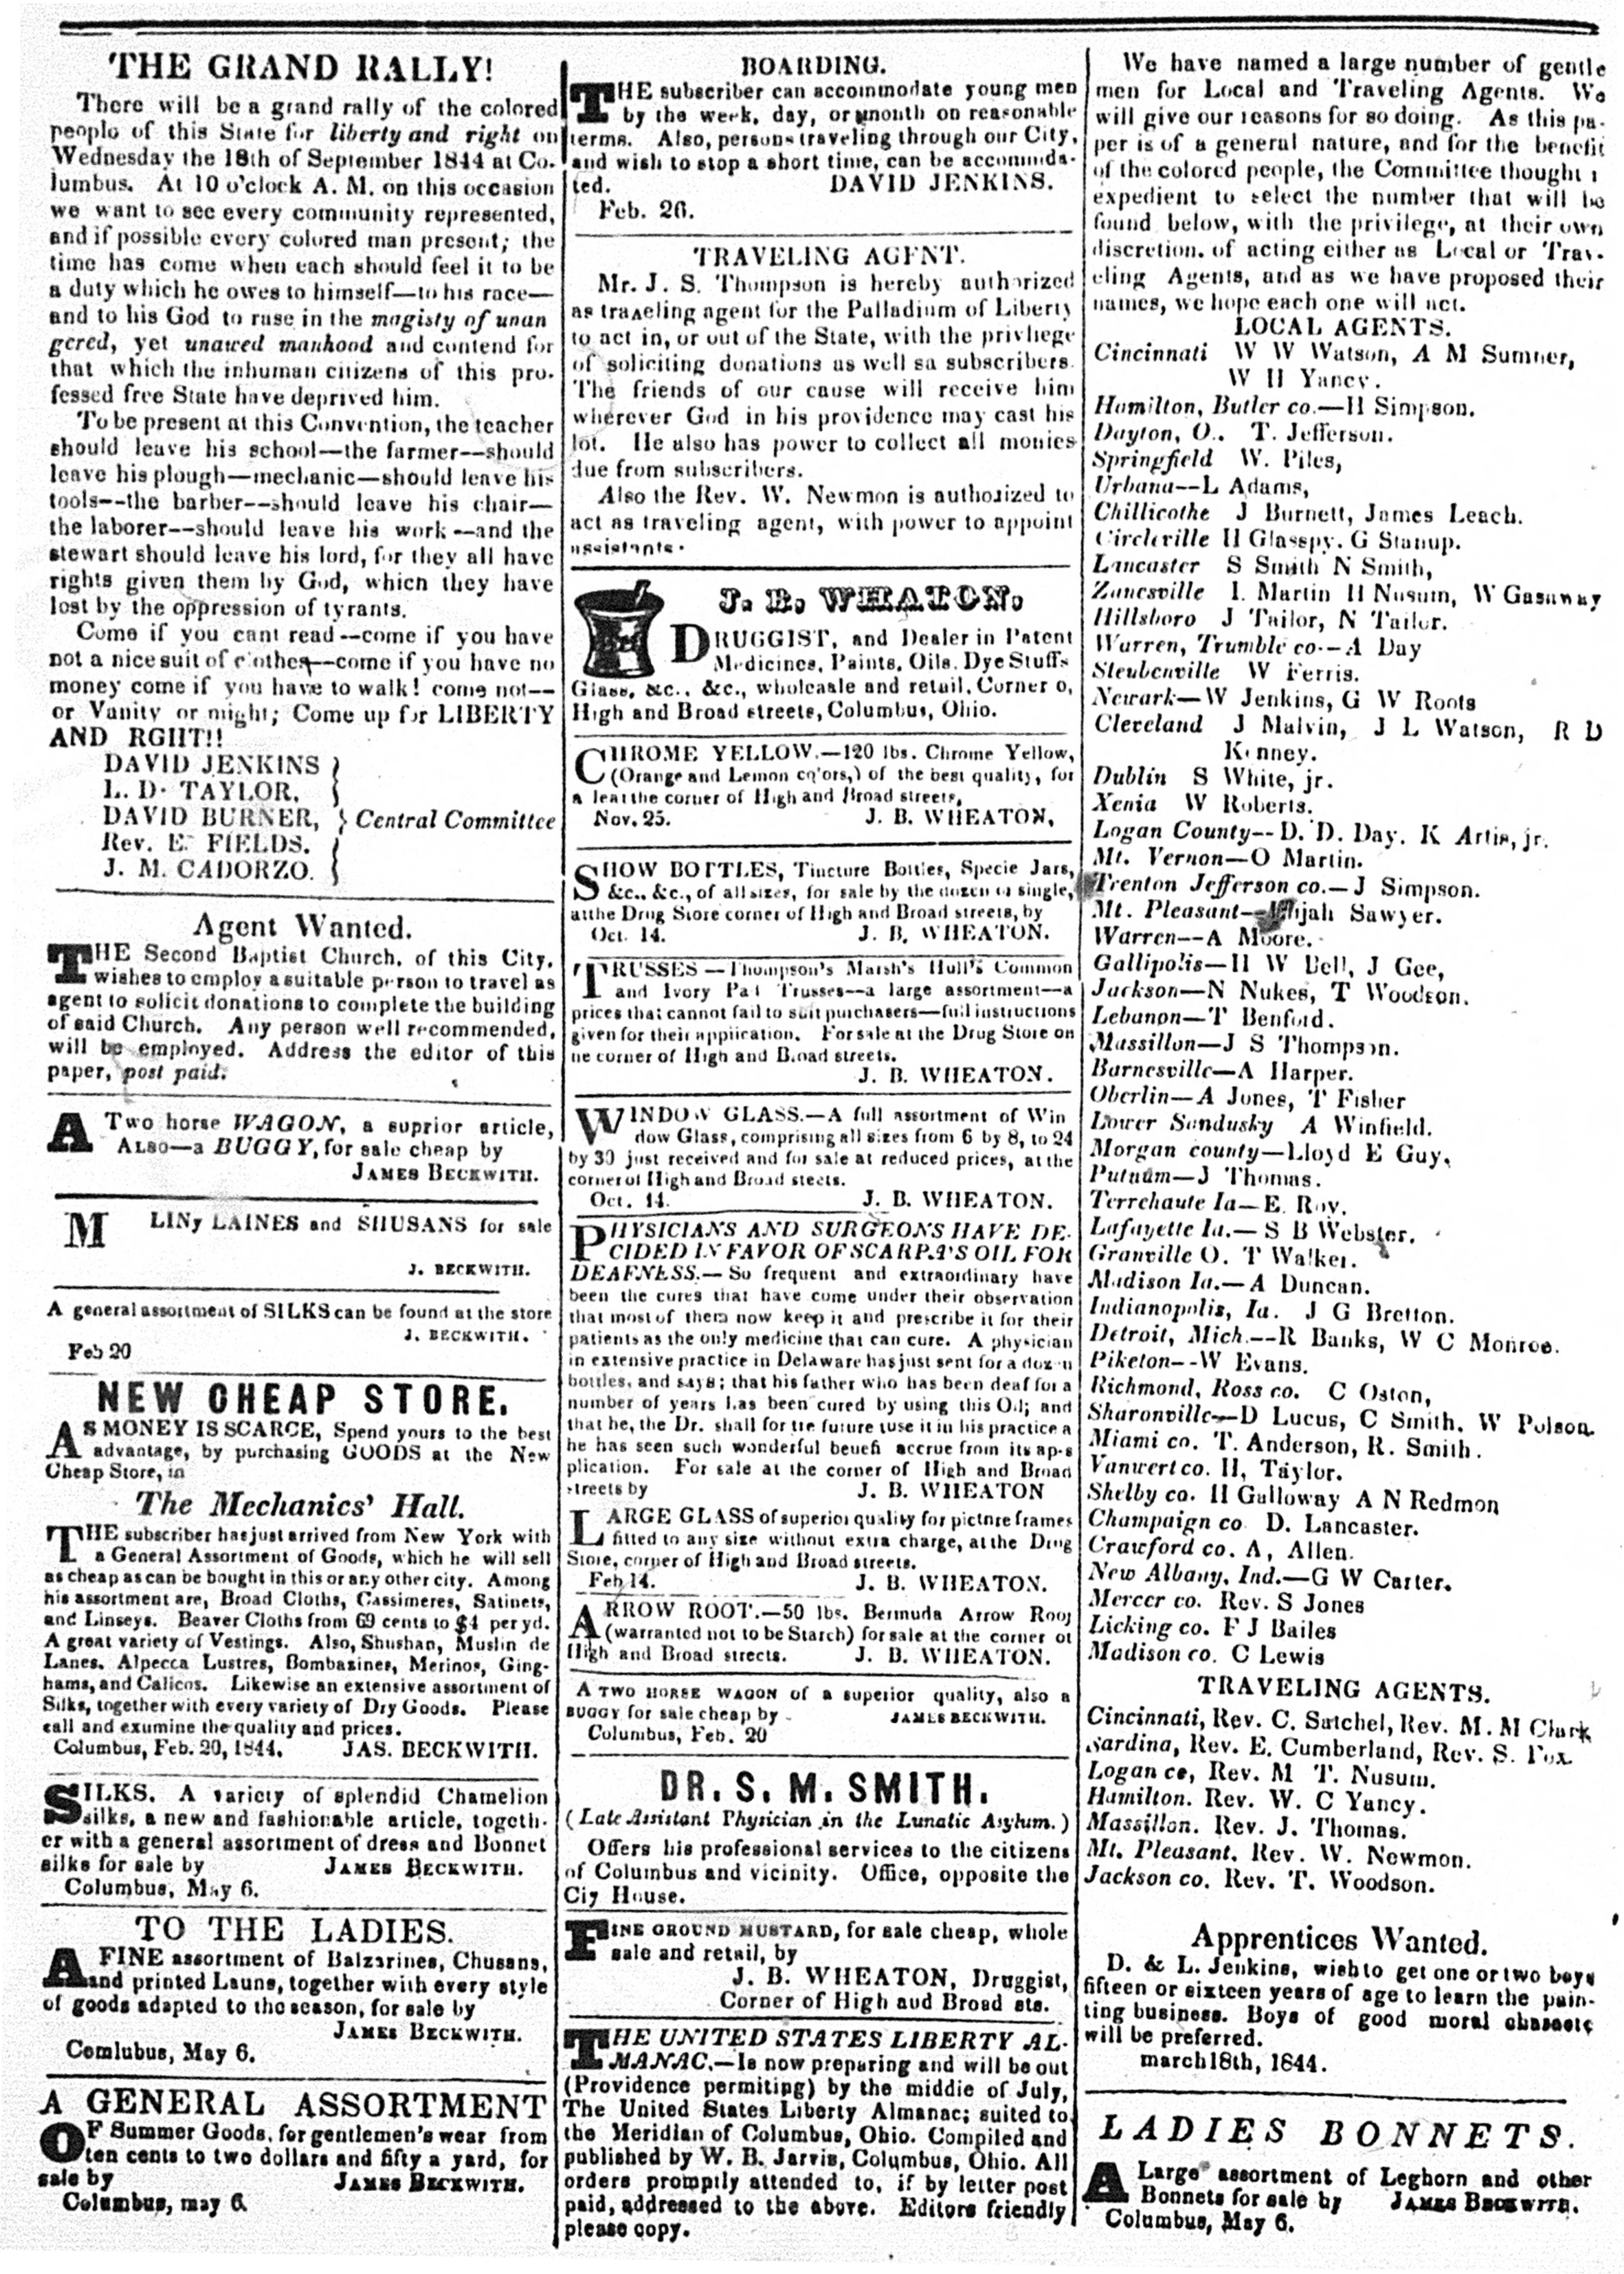 THE GRAND RALLY!
There will be a grand rally of the colored
people of this State for liberty and right on
Wednesday the 18th of September 1844 at Co-
lumbus. At 10 o'clock A. M. on this occasion
we want to see every community represented,
and if possible every colored man present; the
time has come when each should feel it to be
a duty which he owes to himself—to his race—
and to his God to rase in the magisty of unan
gered, yet unawed manhood and contend for
that which the inhuman citizens of this pro-
fessed free State have deprived him.
To be present at this Convention, the teacher
should leave his school—the farmer--should
leave his plough—mechanic—should leave his
tools--the barber--should leave his chair—
the laborer--should leave his work--and the
stewart should leave his lord, for they all have
rights given them by God, which they have
lost by the oppression of tyrants.
Come if you cant read--come if you have
not a nice suit of clothes--come if you have no
money come if you have to walk! come not--
or Vanity or might; Come up for LIBERTY
AND RGIIT!!
DAVID JENKINS
L. D. TAYLOR,
DAVID BURNER, } Central Committee
Rev. E. FIELDS.
J. M. CADORZO.
Agent Wanted.
THE Second Baptist Church, of this City,
wishes to employ a suitable person to travel as
agent to solicit donations to complete the building
of said Church. Any person well recommended,
will be employed. Address the editor of this
paper, post paid.
A Two horse WAGON, a suprior article,
ALSO—a BUGGY, for sale cheap by
JAMES BECKWITH.
M LINy LAINES and SHUSANS for sale
J. BECKWITH.
A general assortment of SILKS can be found at the store
J. BECKWITH.
Feb 20
NEW CHEAP STORE.
AS MONEY IS SCARCE, Spend yours to the best
advantage, by purchasing GOODS at the New
Cheap Store, in
The Mechanics' Hall.
THE subscriber has just arrived from New York with
a General Assortment of Goods, which he will sell
as cheap as can be bought in this or any other city. Among
his assortment are, Broad Cloths, Cassimeres, Satinets,
and Linseys. Beaver Cloths from 69 cents to $4 per yd.
A great variety of Vestings. Also, Shushan, Muslin de
Lanes, Alpecca Lustres, Bombazines, Merinos, Ging-
hams, and Calicos. Likewise an extensive assortment of
Silks, together with every variety of Dry Goods. Please
call and exumine the quality and prices.
Columbus, Feb. 20, 1844. JAS. BECKWITH.
SILKS. A variety of splendid Chamelion
silks, a new and fashionable article, togeth-
er with a general assortment of dress and Bonnet
silks for sale by JAMES BECKWITH.
Columbus, May 6.
TO THE LADIES.
A FINE assortment of Balzarines, Chusans,
and printed Launs, together with every style
of goods adapted to the season, for sale by
JAMES BECKWITH.
Comlubus, May 6.
A GENERAL ASSORTMENT
OF Summer Goods, for gentlemen's wear from
ten cents to two dollars and fifty a yard, for
sale by JAMES BECKWITH.
Columbus, may 6.
BOARDING.
THE subscriber can accommodate young men
by the week, day, or month on reasonable
terms. Also, persons traveling through our City,
and wish to stop a short time, can be accommda-
ted. DAVID JENKINS.
Feb. 26.
TRAVELING AGENT.
Mr. J. S. Thompson is hereby authorized
as traveling agent for the Palladium of Liberty
to act in, or out of the State, with the privliege
of soliciting donations as well sa subscribers.
The friends of our cause will receive him
wherever God in his providence may cast his
lot. He also has power to collect all monies
due from subscribers.
Also the Rev. W. Newmon is authorized to
act as traveling agent, with power to appoint
assistants.
J. B. WHEATON,
DRUGGIST, and Dealer in Patent
Medicines, Paints, Oils, Dye Stuffs
Glass, &c., &c., wholcasle and retail, Corner o,
High and Broad streets, Columbus, Ohio.
CHROME YELLOW.—120 lbs. Chrome Yellow,
(Orange and Lemon colors,) of the best quality, for
a leatthe corner of High and Broad streets,
Nov. 25. J. B. WHEATON,
SHOW BOTTLES, Tincture Bottles, Specie Jars,
&c., &c., of all sizes, for sale by the dozen or single,
atthe Drug Store corner of High and Broad streets, by
Oct. 14. J. B. WHEATON.
TRUSSES—Thompson's Marsh's Hull's Common
and Ivory Pad Trusses--a large assortment—a
prices that cannot fail to suit purchasers—full instructions
given for their application. For sale at the Drug Store on
he corner of High and Broad streets.
J. B. WHEATON.
WINDOW GLASS.—A full assortment of Win
dow Glass, comprising all sizes from 6 by 8, to 24
by 30 just received and for sale at reduced prices, at the
corner of High and Broad steets.
Oct. 14. J. B. WHEATON.
PHYSICIANS AND SURGEONS HAVE DE-
CIDED IN FAVOR OF SCARPA'S OIL FOR
DEAFNESS.—So frequent and extraordinary have
been the cures that have come under their observation
that most of them now keep it and prescribe it for their
patients as the only medicine that can cure. A physician
in extensive practice in Delaware has just sent for a dozen
bottles, and says; that his father who has been deaf for a
number of years has been cured by using this Oil; and
that he, the Dr. shall for the future tuse it in his practice a
he has seen such wonderful benefi accrue from its ap-s
plication. For sale at the corner of High and Broad
streets by J. B. WHEATON
LARGE GLASS of superior quality for pictnre frames
fitted to any size without extra charge, at the Drug
Store, corner of High and Broad streets.
Feb 14. J. B. WHEATON.
ARROW ROOT.—50 lbs. Bermuda Arrow Rooj
(warranted not to be Starch) for sale at the corner of
High and Broad streets. J. B. WHEATON.
A TWO HORSE WAGON of a superior quality, also a
BUGGY for sale cheap by JAMES BECKWITH.
Columbus, Feb. 20
DR. S. M. SMITH.
(Late Assistant Physician in the Lunatic Asylum.)
Offers his professional services to the citizens
of Columbus and vicinity. Office, opposite the
City House.
FINE GROUND MUSTARD, for sale cheap, whole
sale and retail, by
J. B. WHEATON, Druggist,
Corner of High aud Broad sts.
THE UNITED STATES LIBERTY AL-
MANAC.—Is now preparing and will be out
(Providence permiting) by the middie of July,
The United States Liberty Almanac; suited to
the Meridian of Columbus, Ohio. Compiled and
published by W. B. Jarvis, Columbus, Ohio. All
orders promptly attended to, if by letter post
paid, addressed to the above. Editors friendly
please copy.
We have named a large number of gentle
men for Local and Traveling Agents. We
will give our reasons for so doing. As this pa-
per is of a general nature, and for the benefit
of the colored people, the Committee thought i
expedient to select the number that will be
found below, with the privilege, at their own
discretion, of acting either as Local or Trav-
eling Agents, and as we have proposed their
names, we hope each one will act.
LOCAL AGENTS.
Cincinnati W W Watson, A M Sumner,
W H Yancy.
Hamilton, Butler co.—H Simpson.
Dayton, O.. T. Jefferson.
Springfield W. Piles,
Urbana--L Adams,
Chillicothe J Burnett, James Leach.
Circleville H Glasspy. G Stanup.
Lancaster S Smith N Smith,
Zanesville I. Martin H Nusum, W Gasaway
Hillsboro J Tailor, N Tailor.
Warren, Trumble co.--A Day
Steubenville W Ferris.
Newark—W Jenkins, G W Roots
Cleveland J Malvin, J L Watson, R D
Kenney.
Dublin S White, jr.
Xenia W Roberts.
Logan County--D. D. Day. K Artis, jr.
Mt. Vernon—O Martin.
Trenton Jefferson co.—J Simpson.
Mt. Pleasant— Sawyer.
Warren--A Moore.
Gallipolis—H W Bell, J Gee,
Jackson—N Nukes, T Woodson.
Lebanon—T Benford.
Massillon—J S Thompson.
Barnesville—A Harper.
Oberlin—A Jones, T Fisher
Lower Sandusky A Winfield.
Morgan county—Lloyd E Guy,
Putnam—J Thomas.
Terrehaute Ia—E. Roy.
Lafayette Ia.— S B Webster.
Granville O. T Walker.
Madison Ia.—A Duncan.
Indianopolis, Ia. J G Bretton.
Detroit, Mich.--R Banks, W C Monroe.
Piketon--W Evans.
Richmond, Ross co. C Oston,
Sharonville—D Lucus, C Smith, W Polson.
Miami co. T. Anderson, R. Smith.
Vanwert co. H, Taylor.
Shelby co. H Galloway A N Redmon
Champaign co D. Lancaster.
Crawford co. A, Allen.
New Albany, Ind.—G W Carter.
Mercer co. Rev. S Jones
Licking co. F J Bailes
Madison co. C Lewis
TRAVELING AGENTS.
Cincinnati, Rev. C. Satchel, Rev. M. M Clark
Sardina, Rev. E. Cumberland, Rev. S. Fox.
Logan co, Rev. M T. Nusum.
Hamilton. Rev. W. C Yancy.
Massillon. Rev. J. Thomas.
Mt. Pleasant. Rev. W. Newmon.
Jackson co. Rev. T. Woodson.
Apprentices Wanted.
D. & L. Jenkins, wish to get one or two boys
fifteen or sixteen years of age to learn the pain-
ting business. Boys of good moral
will be preferred.
march 18th, 1844.
LADIES BONNETS.
A Large assortment of Leghorn and other
Bonnets for sale by JAMES BECKWITH.
Columbus, May 6.